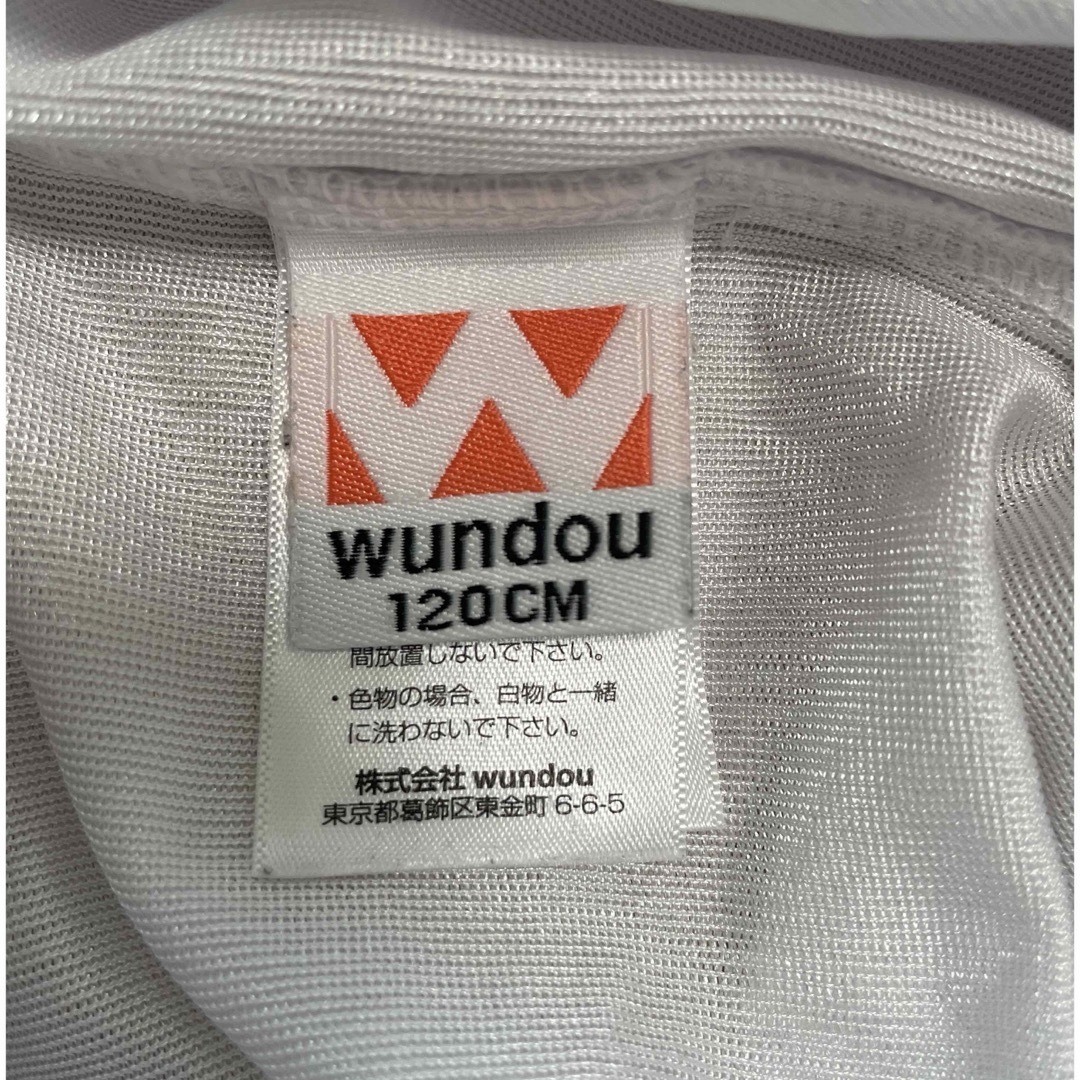 wundou
120CM
間放置しないで下さい。
・色物の場合、白物と一緒
に洗わないで下さい。
株式会社 wundou
東京都葛飾区東金町 6-6-5